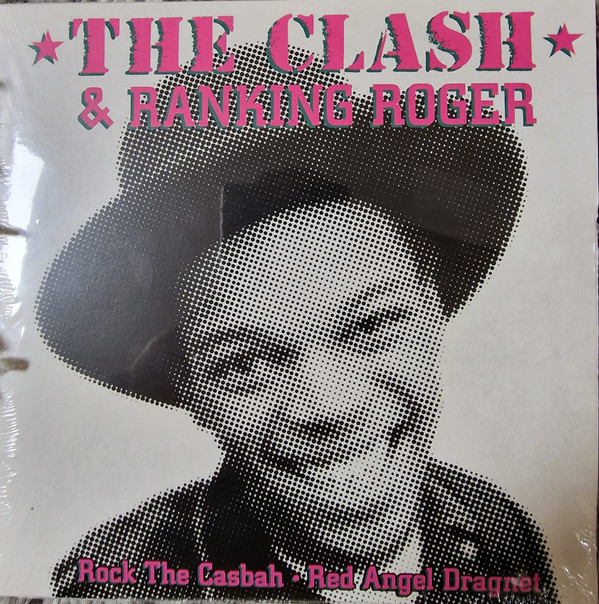 ★THE CLASH★
& RANKING ROGER
Rock The Casbah • Red Angel Dragnet